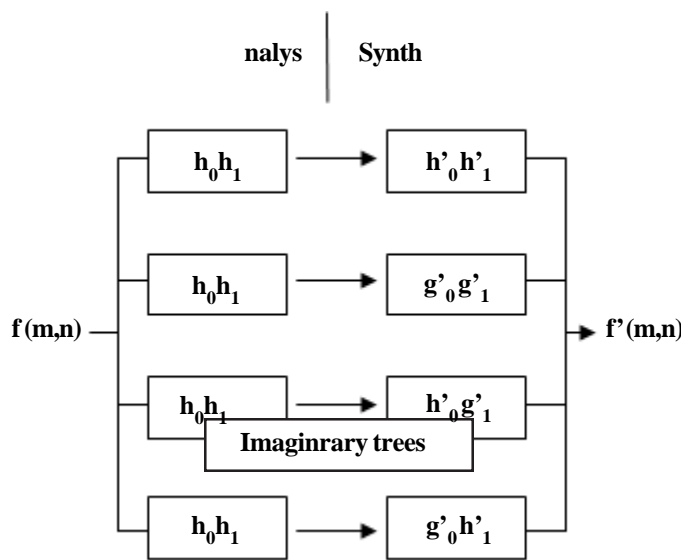 nalys Synth
h₀h₁ h’₀h’₁
h₀h₁ g’₀g’₁
f (m,n) f’ (m,n)
h₀h₁ h’₀g’₁
Imaginrary trees
h₀h₁ g’₀h’₁